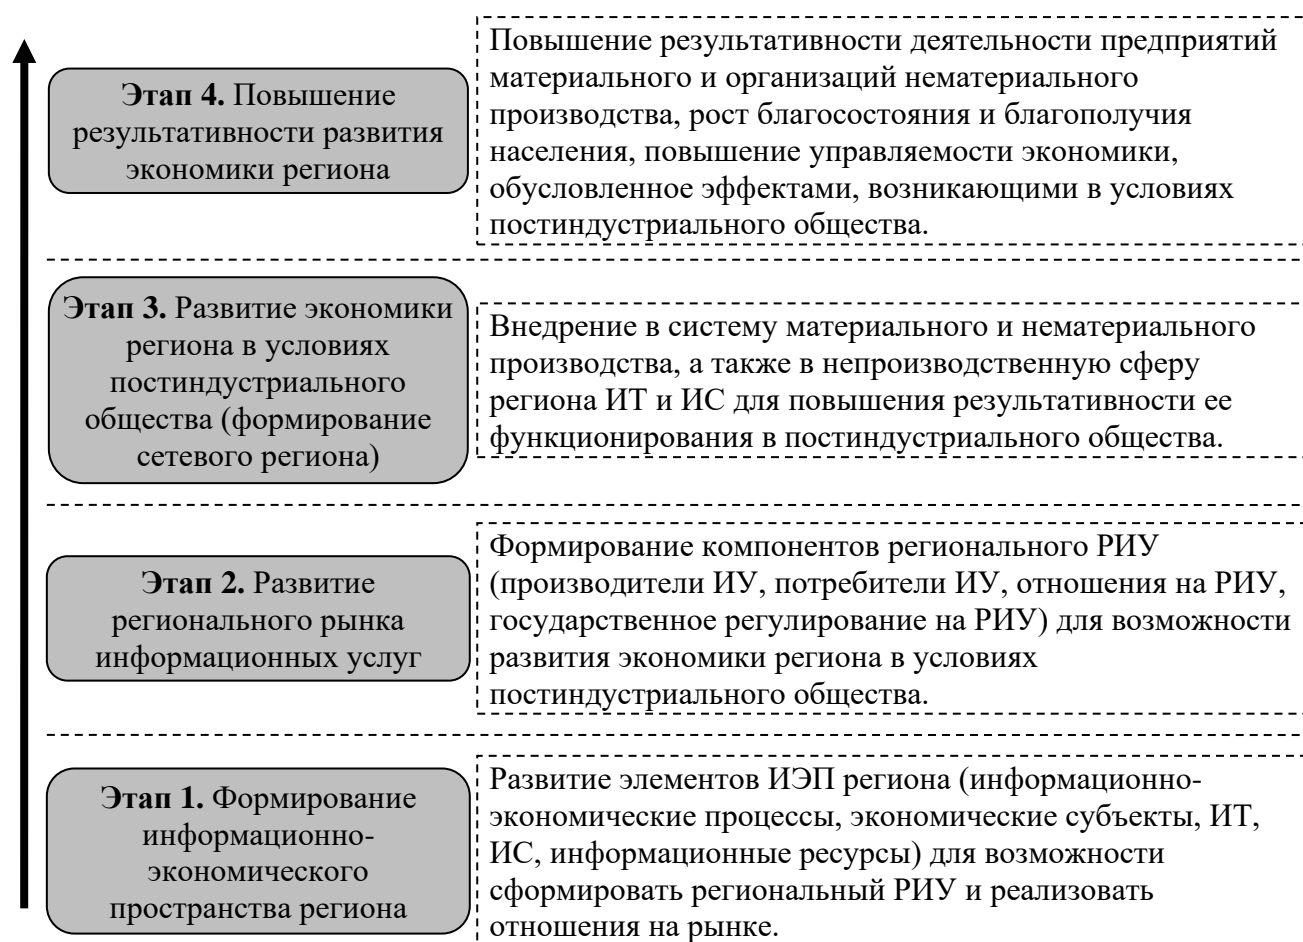 Этап 4. Повышение
результативности развития
экономики региона
Повышение результативности деятельности предприятий
материального и организаций нематериального
производства, рост благосостояния и благополучия
населения, повышение управляемости экономики,
обусловленное эффектами, возникающими в условиях
постиндустриального общества.
Этап 3. Развитие экономики
региона в условиях
постиндустриального
общества (формирование
сетевого региона)
Внедрение в систему материального и нематериального
производства, а также в непроизводственную сферу
региона ИТ и ИС для повышения результативности ее
функционирования в постиндустриального общества.
Этап 2. Развитие
регионального рынка
информационных услуг
Формирование компонентов регионального РИУ
(производители ИУ, потребители ИУ, отношения на РИУ,
государственное регулирование на РИУ) для возможности
развития экономики региона в условиях
постиндустриального общества.
Этап 1. Формирование
информационно-
экономического
пространства региона
Развитие элементов ИЭП региона (информационно-
экономические процессы, экономические субъекты, ИТ,
ИС, информационные ресурсы) для возможности
сформировать региональный РИУ и реализовать
отношения на рынке.